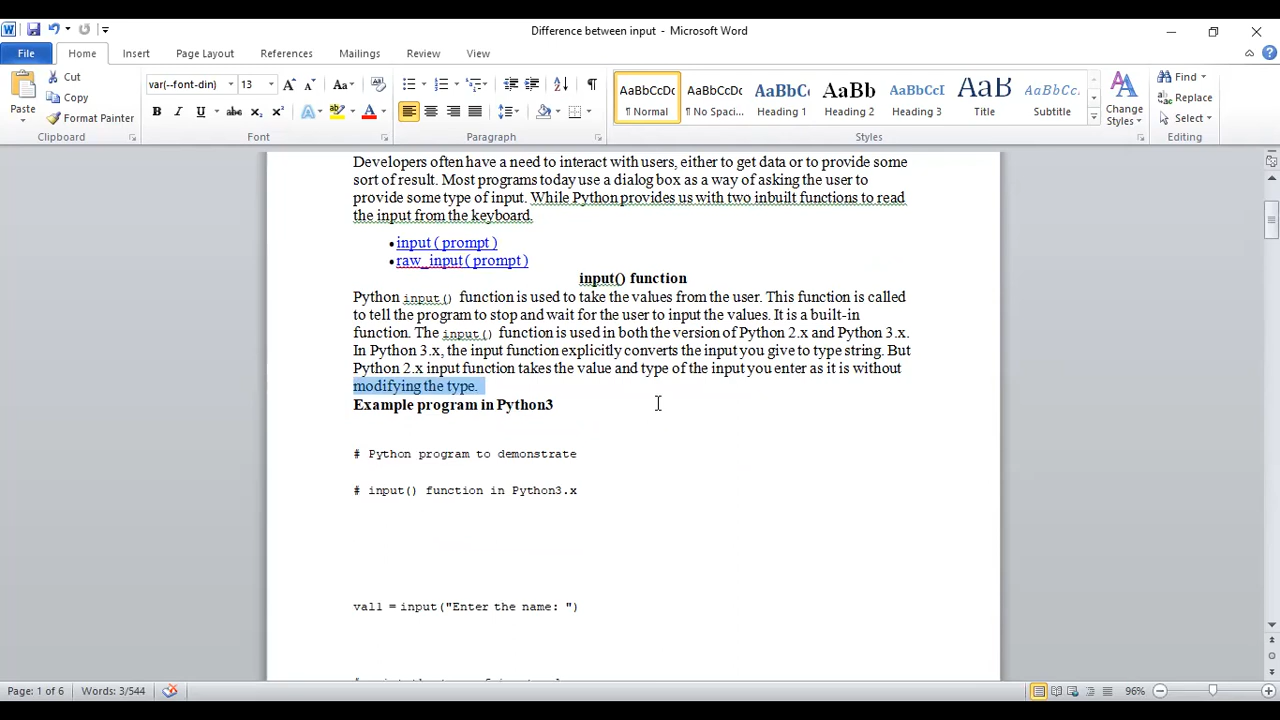 Difference between input - Microsoft Word
File Home Insert Page Layout References Mailings Review View
Cut
Copy
Format Painter
Paste
Clipboard
var(--font-din) 13
Font
Paragraph
AaBbCcDc AaBbCcDc AaBbCc AaBbCc AaBbCcI AaB AaBbCc.
¶ Normal ¶ No Spaci... Heading 1 Heading 2 Heading 3 Title Subtitle
Change Styles
Styles
Find
Replace
Select
Editing
Developers often have a need to interact with users, either to get data or to provide some
sort of result. Most programs today use a dialog box as a way of asking the user to
provide some type of input. While Python provides us with two inbuilt functions to read
the input from the keyboard.
• input ( prompt )
• raw_input ( prompt )
input() function
Python input() function is used to take the values from the user. This function is called
to tell the program to stop and wait for the user to input the values. It is a built-in
function. The input() function is used in both the version of Python 2.x and Python 3.x.
In Python 3.x, the input function explicitly converts the input you give to type string. But
Python 2.x input function takes the value and type of the input you enter as it is without
modifying the type.
Example program in Python3
# Python program to demonstrate
# input() function in Python3.x
val1 = input("Enter the name: ")
Page: 1 of 6 Words: 3/544 96%